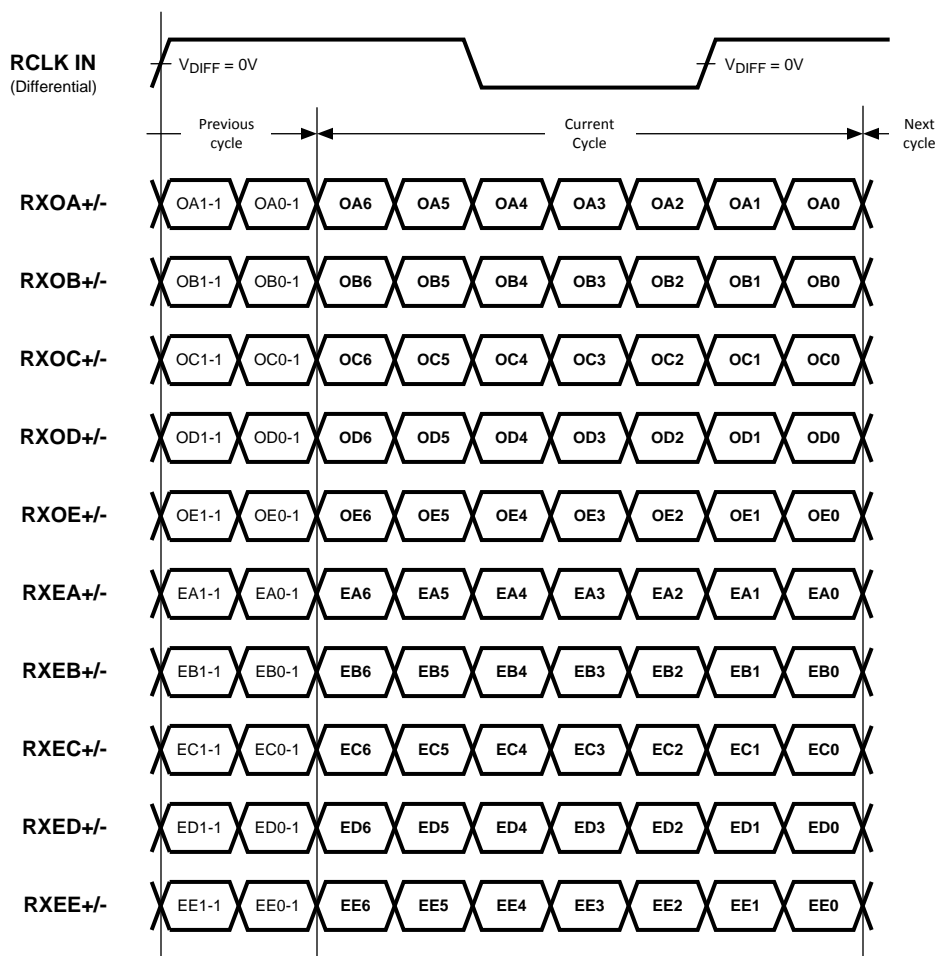 RCLK IN
(Differential)
VDIFF = 0V
VDIFF = 0V
Previous
cycle
Current
Cycle
Next
cycle
RXOA+/- OA1-1 OA0-1 OA6 OA5 OA4 OA3 OA2 OA1 OA0
RXOB+/- OB1-1 OB0-1 OB6 OB5 OB4 OB3 OB2 OB1 OB0
RXOC+/- OC1-1 OC0-1 OC6 OC5 OC4 OC3 OC2 OC1 OC0
RXOD+/- OD1-1 OD0-1 OD6 OD5 OD4 OD3 OD2 OD1 OD0
RXOE+/- OE1-1 OE0-1 OE6 OE5 OE4 OE3 OE2 OE1 OE0
RXEA+/- EA1-1 EA0-1 EA6 EA5 EA4 EA3 EA2 EA1 EA0
RXEB+/- EB1-1 EB0-1 EB6 EB5 EB4 EB3 EB2 EB1 EB0
RXEC+/- EC1-1 EC0-1 EC6 EC5 EC4 EC3 EC2 EC1 EC0
RXED+/- ED1-1 ED0-1 ED6 ED5 ED4 ED3 ED2 ED1 ED0
RXEE+/- EE1-1 EE0-1 EE6 EE5 EE4 EE3 EE2 EE1 EE0